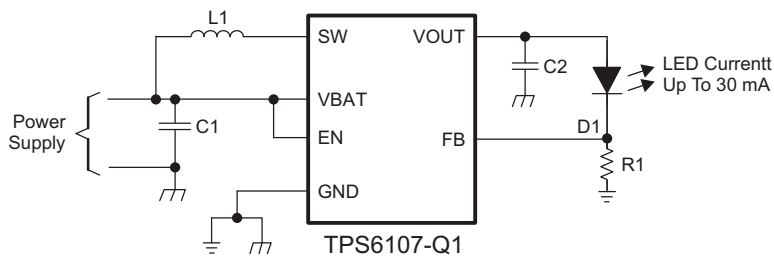 L1
SW
VOUT
C2
LED Currentt
Up To 30 mA
Power
Supply
C1
VBAT
EN
FB
D1
R1
GND
TPS6107-Q1